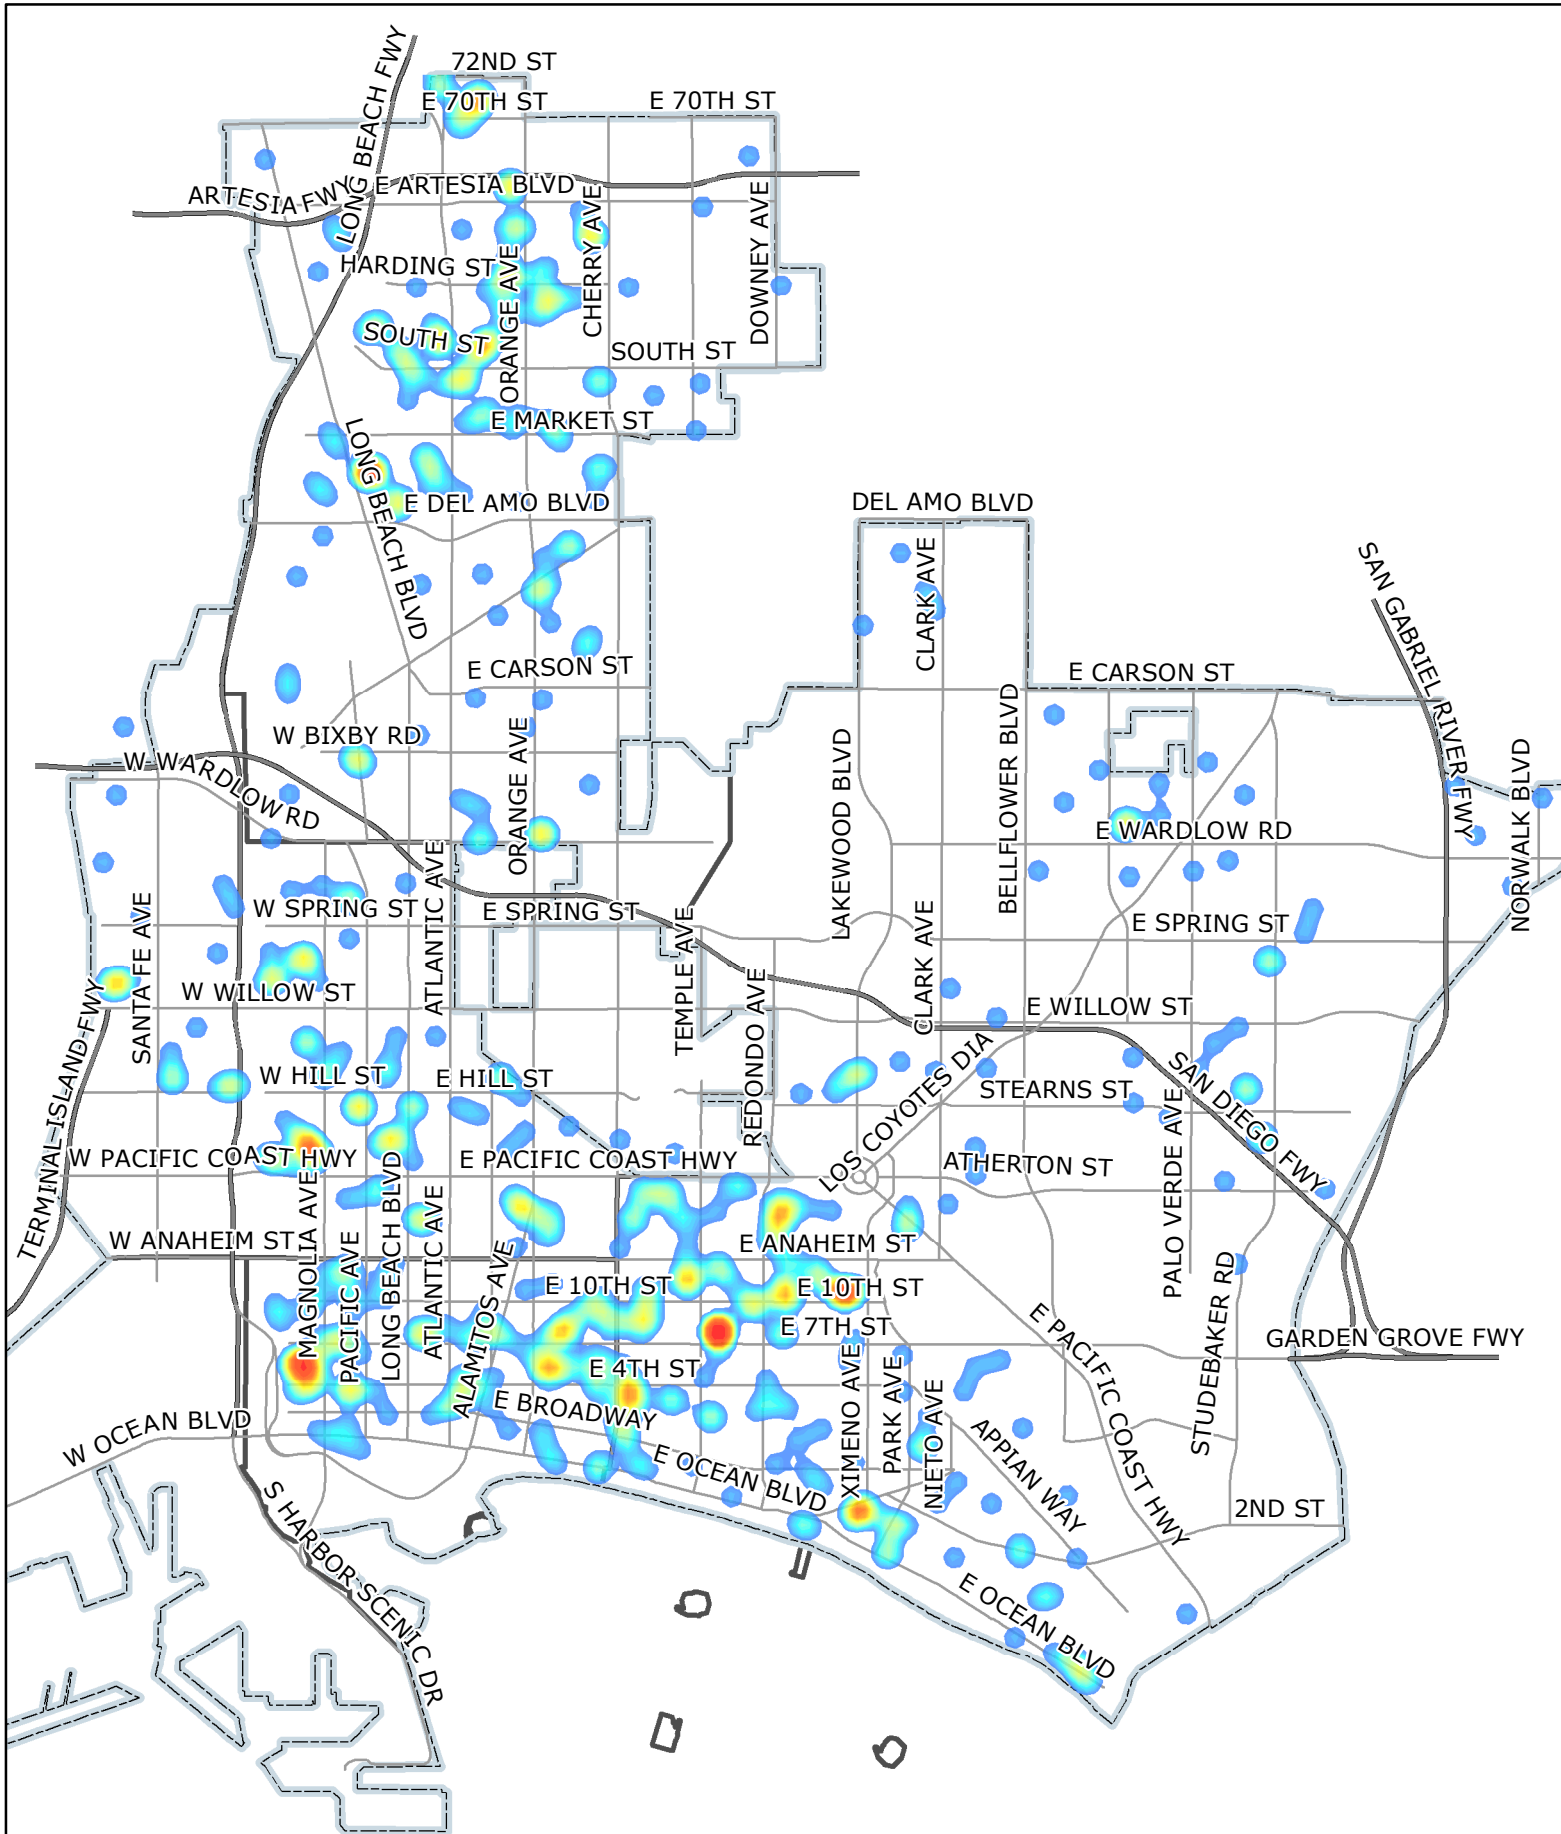 72ND ST
E 70TH ST
E 70TH ST
LONG BEACH FWY
ARTESIA FWY
E ARTESIA BLVD
CHERRY AVE
DOWNEY AVE
HARDING ST
ORANGE AVE
SOUTH ST
SOUTH ST
E MARKET ST
LONG BEACH BLVD
E DEL AMO BLVD
DEL AMO BLVD
CLARK AVE
SAN GABRIEL RIVER FWY
E CARSON ST
E CARSON ST
BELLFLOWER BLVD
W BIXBY RD
ORANGE AVE
LAKEWOOD BLVD
NORWALK BLVD
W WARDLOW RD
E WARDLOW RD
SANTA FE AVE
W SPRING ST
ATLANTIC AVE
E SPRING ST
TEMPLE AVE
CLARK AVE
E SPRING ST
W WILLOW ST
REDONDO AVE
E WILLOW ST
TERMINAL ISLAND FWY
W HILL ST
E HILL ST
LOS COYOTES DIA
STEARNS ST
PALO VERDE AVE
SAN DIEGO FWY
W PACIFIC COAST HWY
E PACIFIC COAST HWY
ATHERTON ST
W ANAHEIM ST
MAGNOLIA AVE
PACIFIC AVE
LONG BEACH BLVD
ATLANTIC AVE
ALAMITOS AVE
E ANAHEIM ST
E 10TH ST
E 10TH ST
E 7TH ST
E PACIFIC COAST HWY
STUDEBAKER RD
GARDEN GROVE FWY
E 4TH ST
XIMENO AVE
PARK AVE
NIETO AVE
APPIAN WAY
E BROADWAY
W OCEAN BLVD
E OCEAN BLVD
2ND ST
S HARBOR SCENIC DR
E OCEAN BLVD